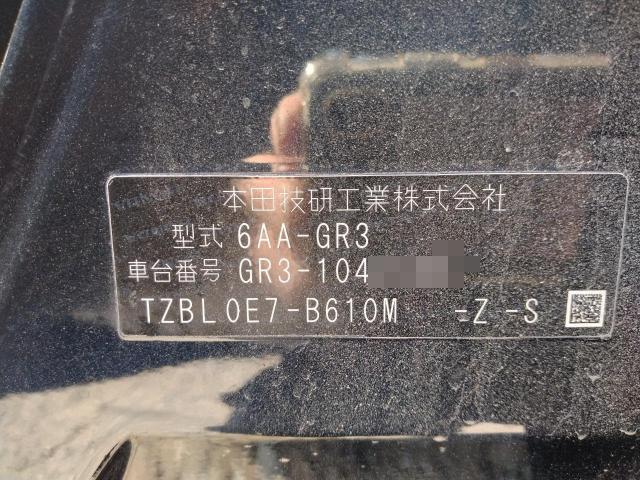 本田技研工業株式会社
型式 6AA-GR3
車台番号 GR3-104
TZBL0E7-B610M -Z -S